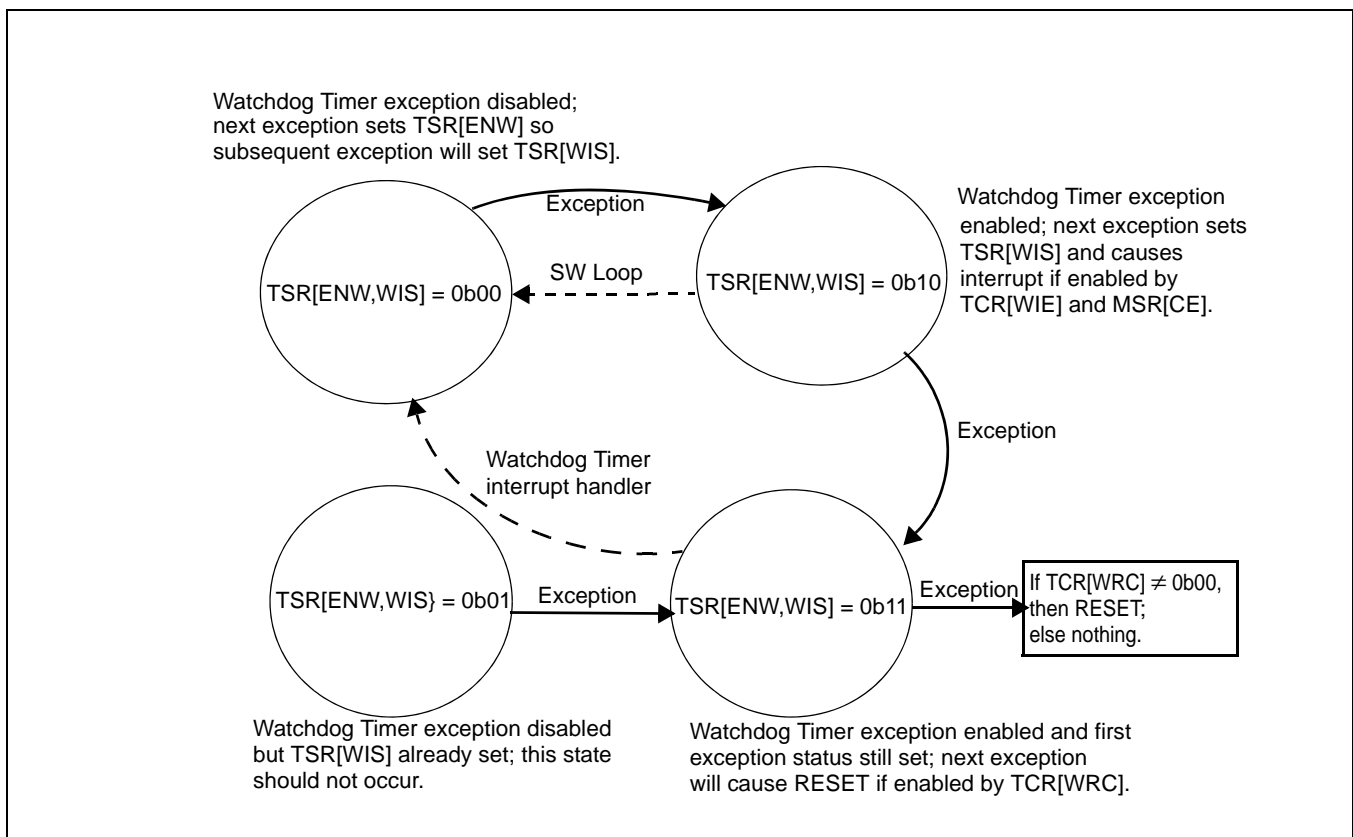 Watchdog Timer exception disabled;
next exception sets TSR[ENW] so
subsequent exception will set TSR[WIS].
Exception
Watchdog Timer exception
enabled; next exception sets
TSR[WIS] and causes
interrupt if enabled by
TCR[WIE] and MSR[CE].
SW Loop
TSR[ENW,WIS] = 0b00
TSR[ENW,WIS] = 0b10
Exception
Watchdog Timer
interrupt handler
TSR[ENW,WIS} = 0b01
Exception
TSR[ENW,WIS] = 0b11
Exception
If TCR[WRC] ≠ 0b00,
then RESET;
else nothing.
Watchdog Timer exception disabled
but TSR[WIS] already set; this state
should not occur.
Watchdog Timer exception enabled and first
exception status still set; next exception
will cause RESET if enabled by TCR[WRC].